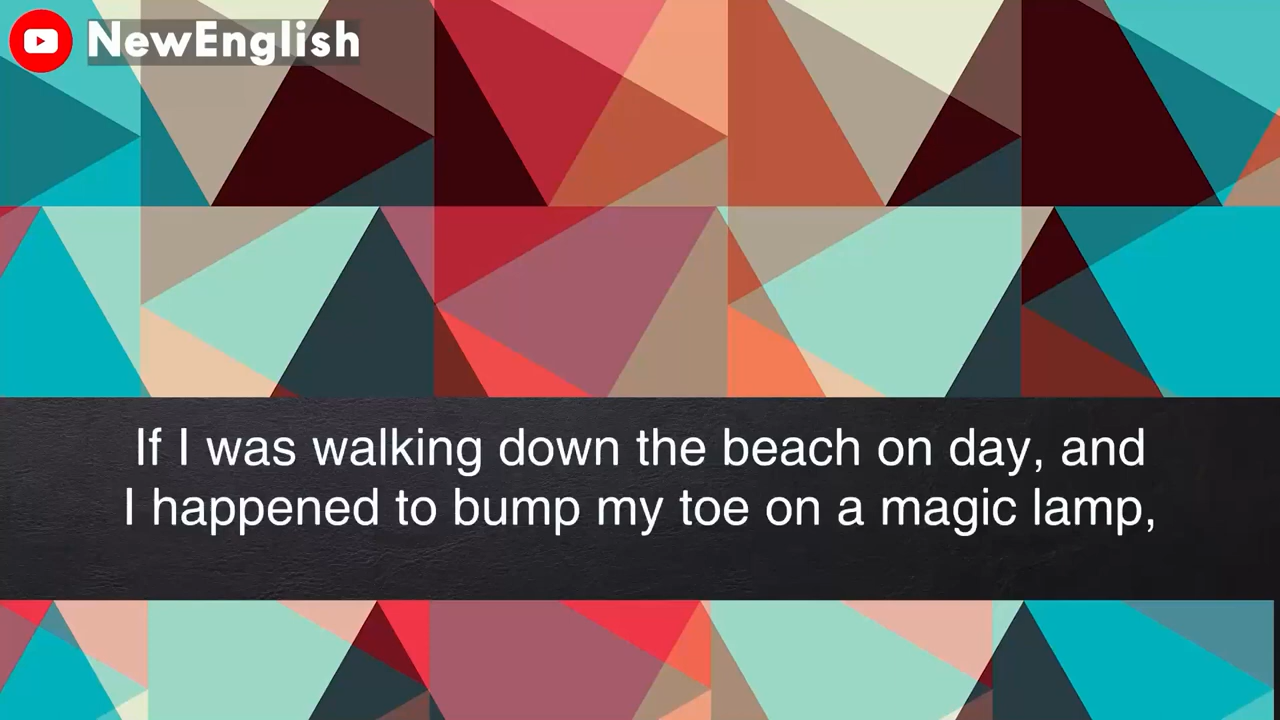 NewEnglish
If I was walking down the beach on day, and
I happened to bump my toe on a magic lamp,